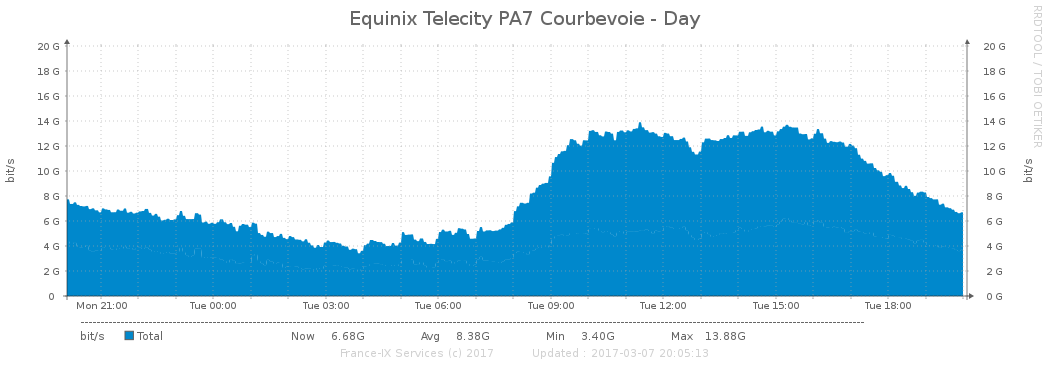 Equinix Telecity PA7 Courbevoie - Day
RRDTOOL / TOBI OETIKER
bit/s
20 G 20 G
18 G 18 G
16 G 16 G
14 G 14 G
12 G 12 G
10 G 10 G
8 G 8 G
6 G 6 G
4 G 4 G
2 G 2 G
0 0 G
bit/s
Mon 21:00 Tue 00:00 Tue 03:00 Tue 06:00 Tue 09:00 Tue 12:00 Tue 15:00 Tue 18:00
bit/s Total Now 6.68G Avg 8.38G Min 3.40G Max 13.88G
France-IX Services (c) 2017 Updated : 2017-03-07 20:05:13